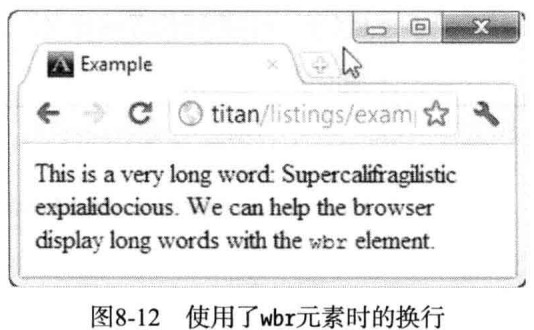 Example
titan/listings/exam
This is a very long word: Supercalifragilistic
expialidocious. We can help the browser
display long words with the wbr element.
图8-12 使用了wbr元素时的换行